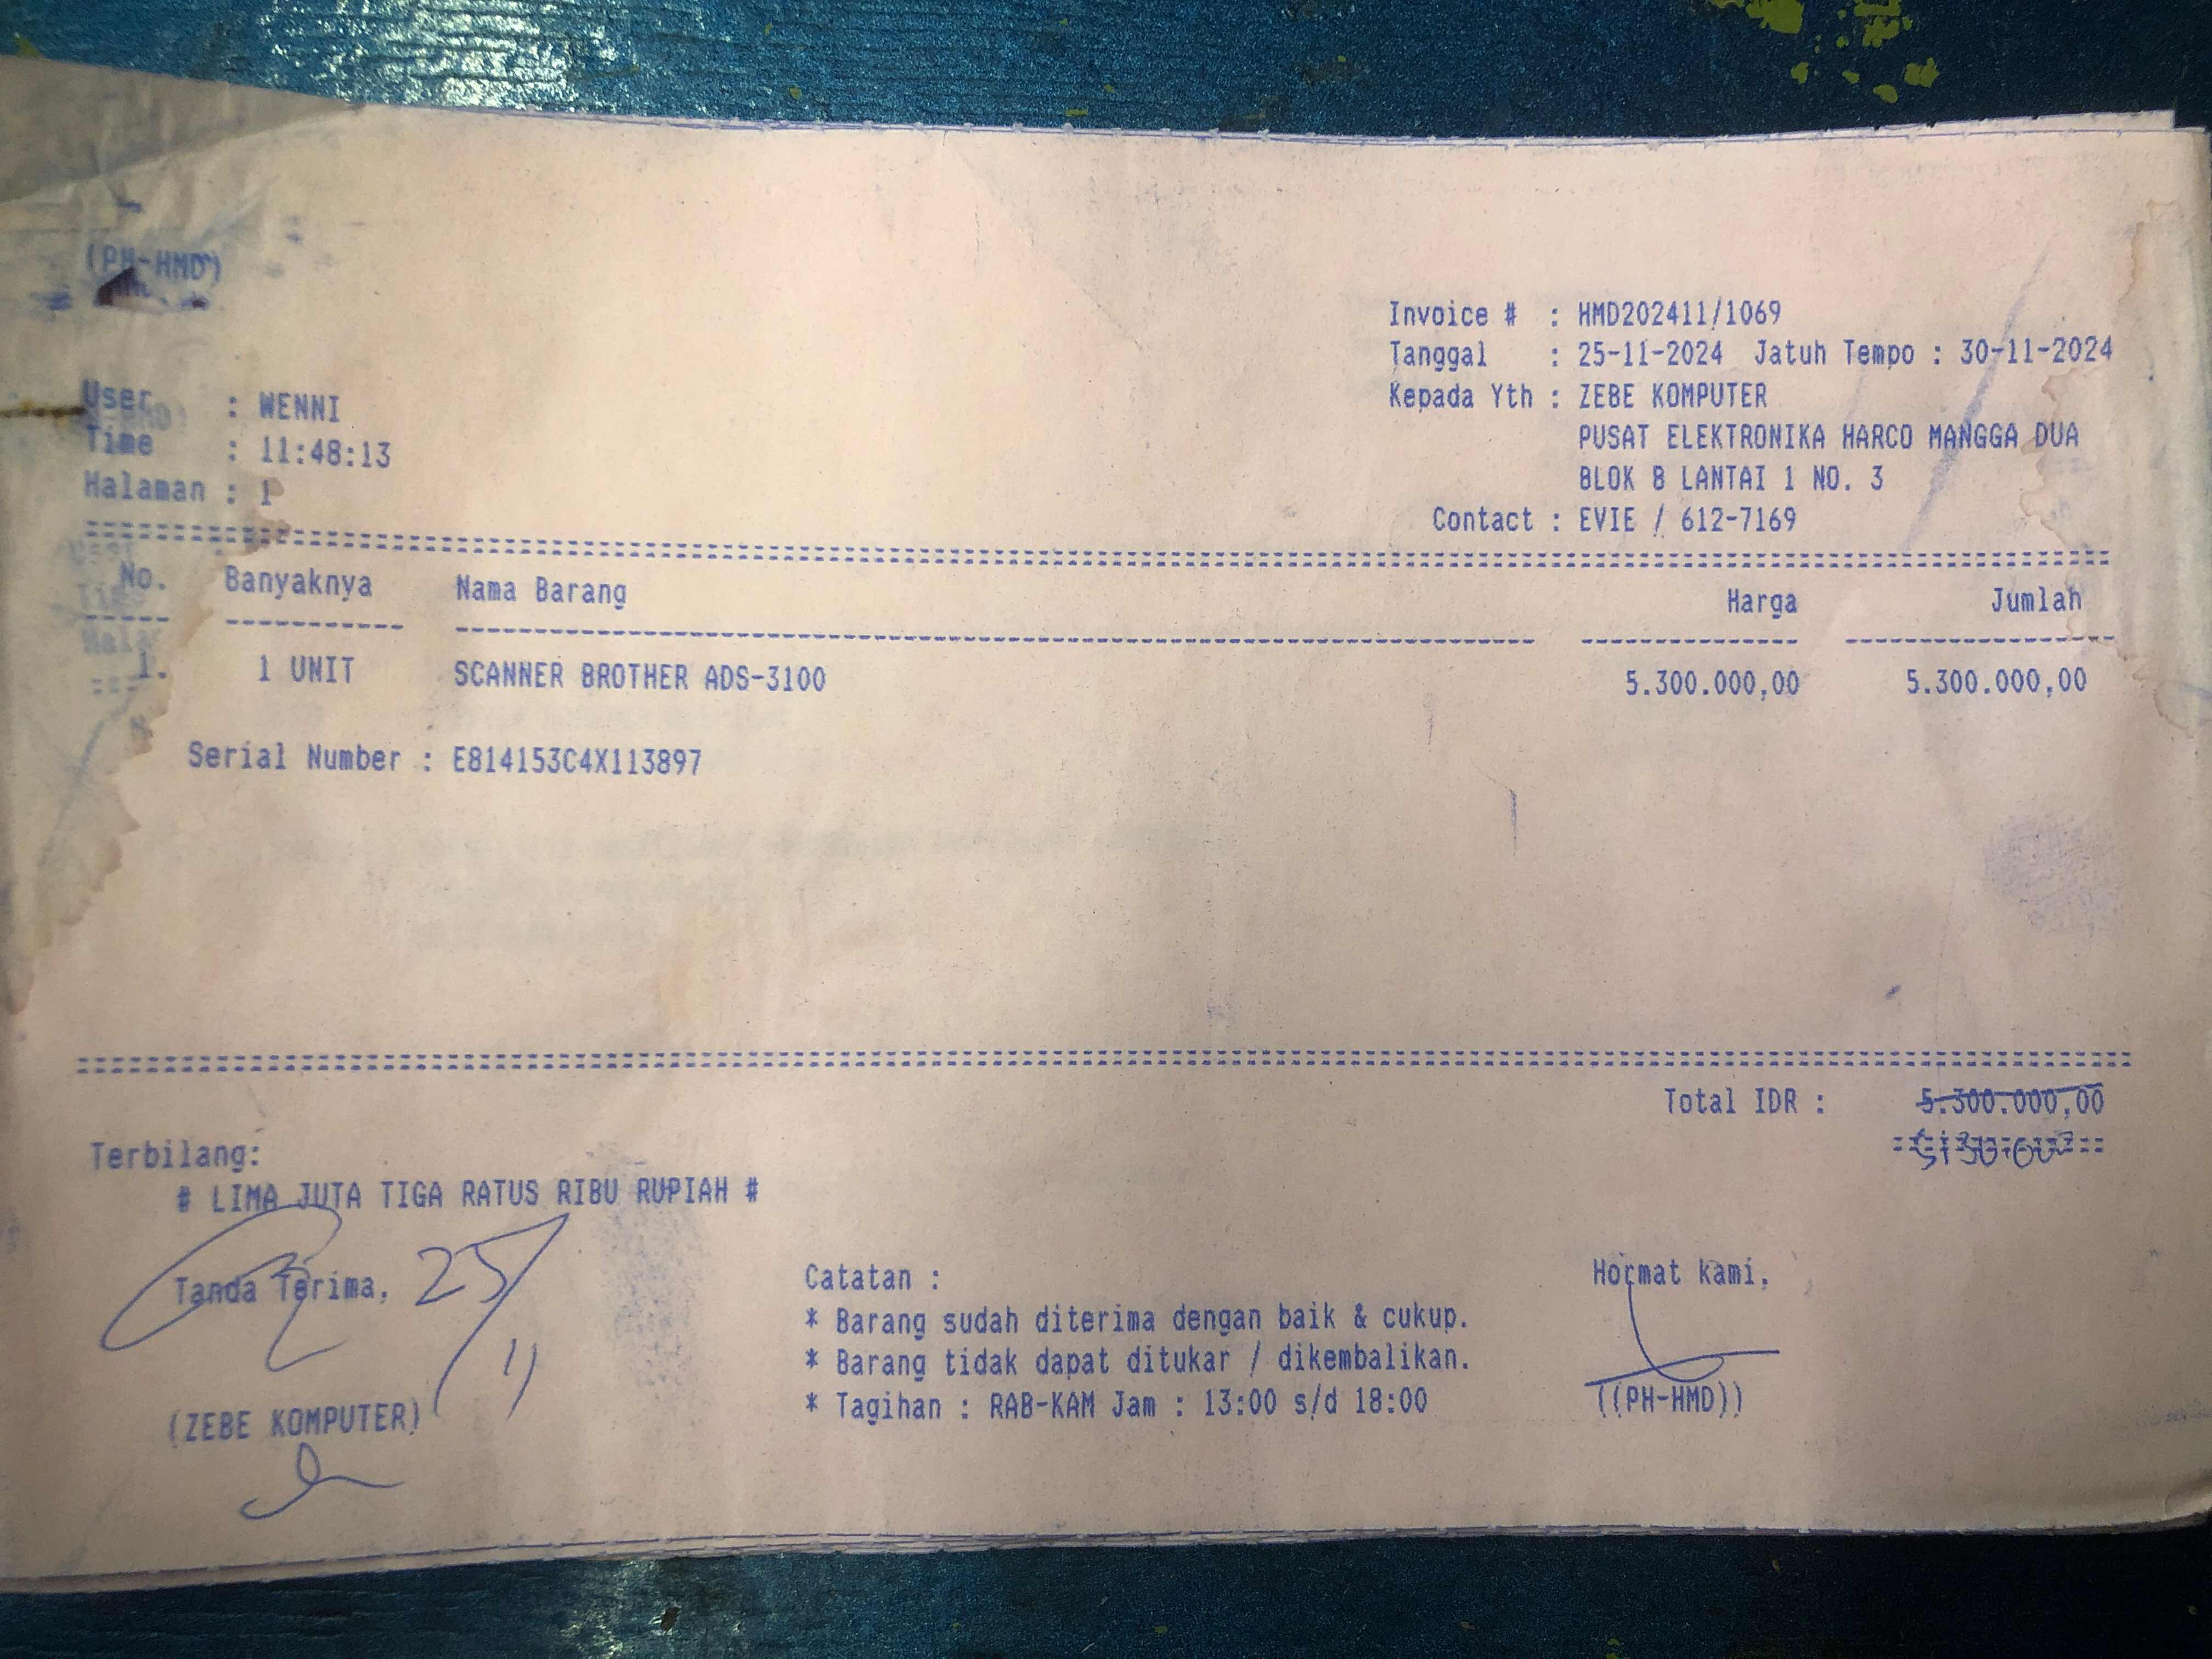 (PH-HMD)
Invoice # : HMD202411/1069
Tanggal : 25-11-2024 Jatuh Tempo : 30-11-2024
Kepada Yth : ZEBE KOMPUTER
PUSAT ELEKTRONIKA HARCO MANGGA DUA
BLOK B LANTAI 1 NO. 3
Contact : EVIE / 612-7169
User : WENNI
Time : 11:48:13
Halaman : 1
No. Banyaknya Nama Barang Harga Jumlah
1. 1 UNIT SCANNER BROTHER ADS-3100 5.300.000,00 5.300.000,00
Serial Number : E814153C4X113897
Total IDR : 5.300.000,00
Terbilang:
# LIMA JUTA TIGA RATUS RIBU RUPIAH #
Tanda Terima, 25/11
(ZEBE KOMPUTER)
Catatan :
* Barang sudah diterima dengan baik & cukup.
* Barang tidak dapat ditukar / dikembalikan.
* Tagihan : RAB-KAM Jam : 13:00 s/d 18:00
Hormat kami,
((PH-HMD))